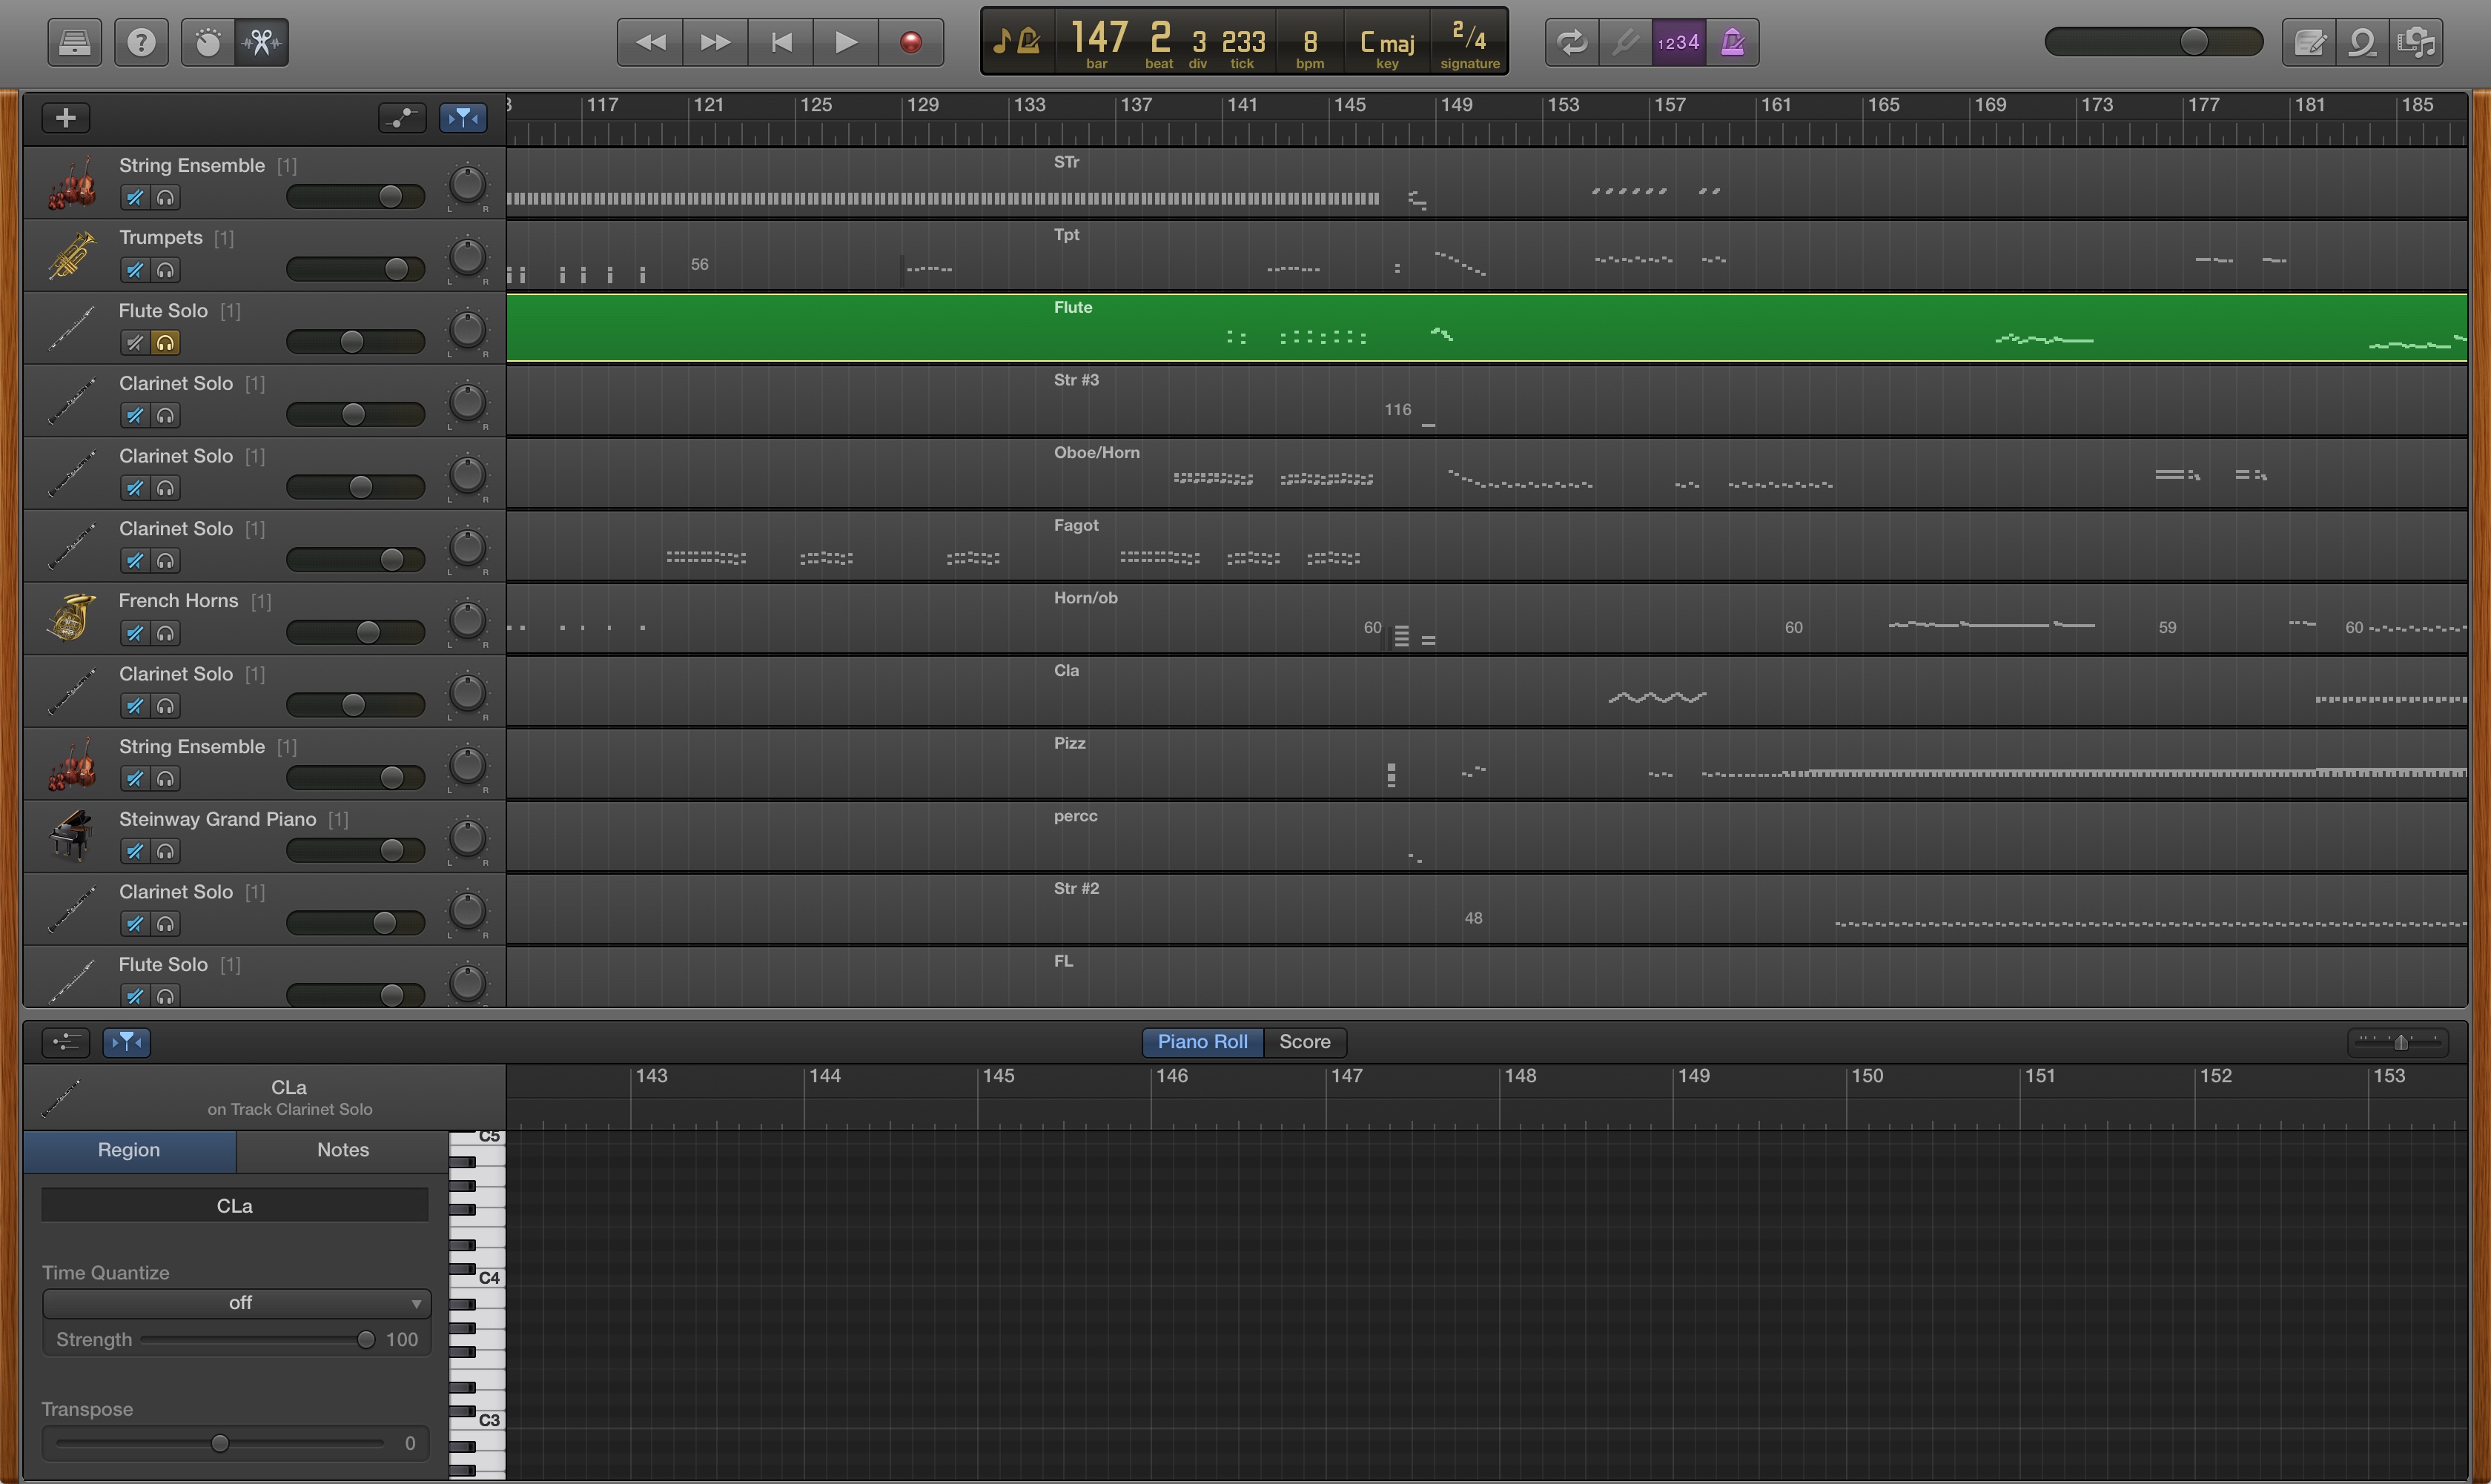 147 2 3 233 8 C maj 2/4
bar beat div tick bpm key signature
1234
117 121 125 129 133 137 141 145 149 153 157 161 165 169 173 177 181 185
String Ensemble [1]
L R
STr
Trumpets [1]
L R
Tpt
56
Flute Solo [1]
L R
Flute
Clarinet Solo [1]
L R
Str #3
116
Clarinet Solo [1]
L R
Oboe/Horn
Clarinet Solo [1]
L R
Fagot
French Horns [1]
L R
Horn/ob
60 60 59 60
Clarinet Solo [1]
L R
Cla
String Ensemble [1]
L R
Pizz
Steinway Grand Piano [1]
L R
percc
Clarinet Solo [1]
L R
Str #2
48
Flute Solo [1]
FL
Piano Roll Score
143 144 145 146 147 148 149 150 151 152 153
CLa
on Track Clarinet Solo
Region Notes
CLa
Time Quantize
off
Strength 100
Transpose
0
C5
C4
C3